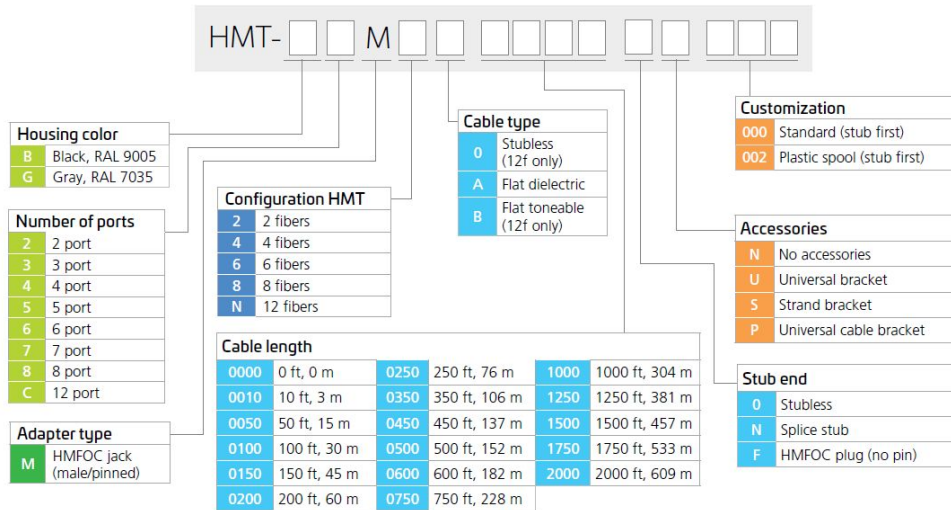 HMT- M
Housing color
B Black, RAL 9005
G Gray, RAL 7035
Number of ports
2 2 port
3 3 port
4 4 port
5 5 port
6 6 port
7 7 port
8 8 port
C 12 port
Adapter type
M HMFOC jack
(male/pinned)
Configuration HMT
2 2 fibers
4 4 fibers
6 6 fibers
8 8 fibers
N 12 fibers
Cable type
0 Stubless
(12f only)
A Flat dielectric
B Flat toneable
(12f only)
Cable length
0000 0 ft, 0 m 0250 250 ft, 76 m 1000 1000 ft, 304 m
0010 10 ft, 3 m 0350 350 ft, 106 m 1250 1250 ft, 381 m
0050 50 ft, 15 m 0450 450 ft, 137 m 1500 1500 ft, 457 m
0100 100 ft, 30 m 0500 500 ft, 152 m 1750 1750 ft, 533 m
0150 150 ft, 45 m 0600 600 ft, 182 m 2000 2000 ft, 609 m
0200 200 ft, 60 m 0750 750 ft, 228 m
Customization
000 Standard (stub first)
002 Plastic spool (stub first)
Accessories
N No accessories
U Universal bracket
S Strand bracket
P Universal cable bracket
Stub end
0 Stubless
N Splice stub
F HMFOC plug (no pin)